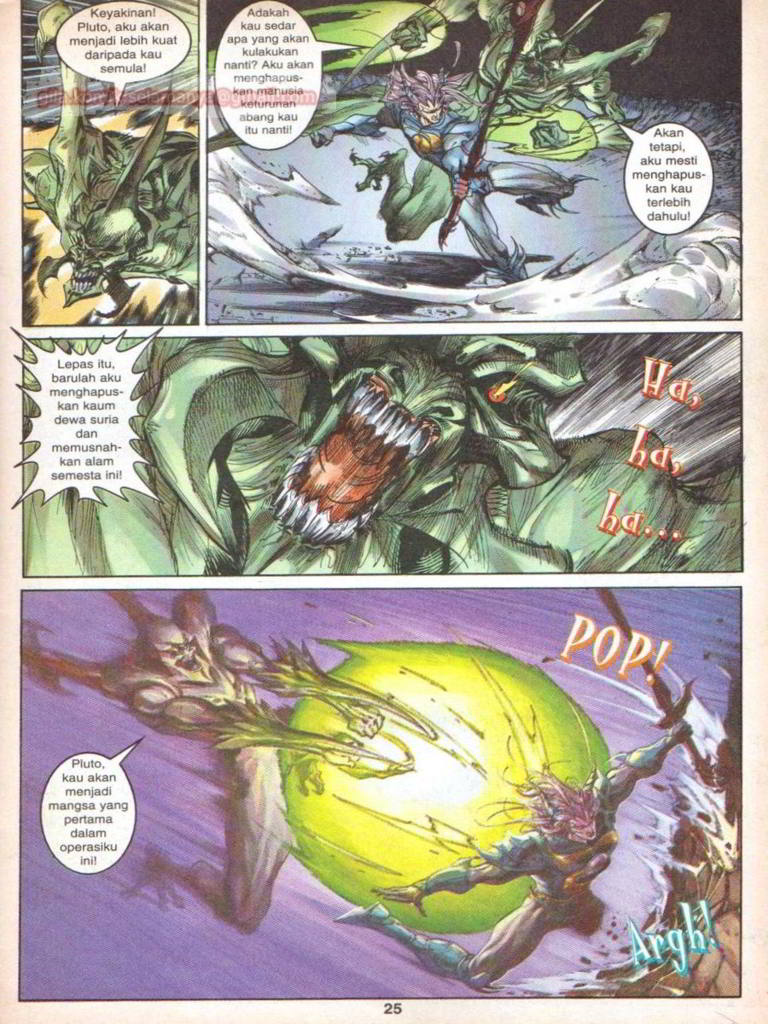 Keyakinan!
Pluto, aku akan
menjadi lebih kuat
daripada kau
semula!
Adakah
kau sedar
apa yang akan
kulakukan
nanti? Aku akan
menghapus-
kan manusia
keturunan
abang kau
itu nanti!
Akan
tetapi,
aku mesti
menghapus-
kan kau
terlebih
dahulu!
Lepas itu,
barulah aku
menghapus-
kan kaum
dewa suria
dan
memusnah-
kan alam
semesta ini!
Ha,
ha,
ha...
POP!
Pluto,
kau akan
menjadi
mangsa yang
pertama
dalam
operasiku
ini!
Argh!
25